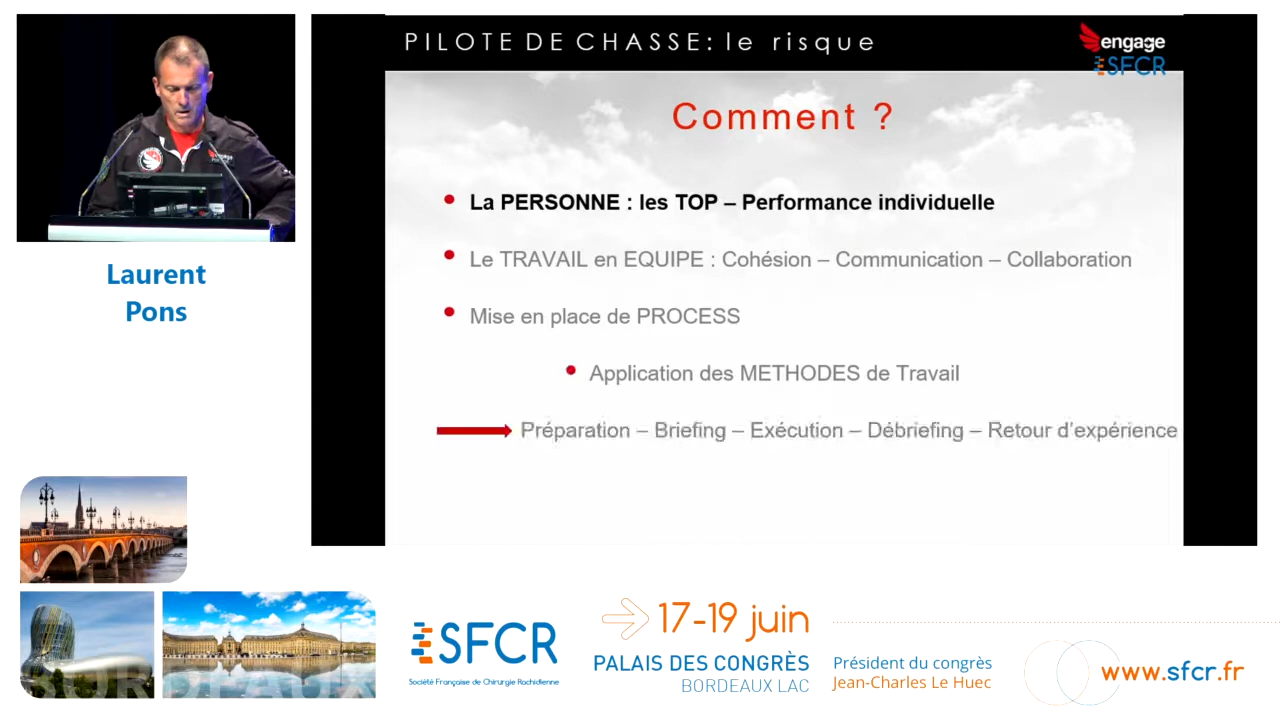 PILOTE DE CHASSE: le risque
engage
SFCR
Comment ?
La PERSONNE : les TOP – Performance individuelle
Le TRAVAIL en EQUIPE : Cohésion – Communication – Collaboration
Mise en place de PROCESS
Application des METHODES de Travail
Préparation – Briefing – Exécution – Débriefing – Retour d’expérience
engage
Laurent
Pons
BORDEAUX
SFCR
Société Française de Chirurgie Rachidienne
17-19 juin
PALAIS DES CONGRÈS
BORDEAUX LAC
Président du congrès
Jean-Charles Le Huec
www.sfcr.fr